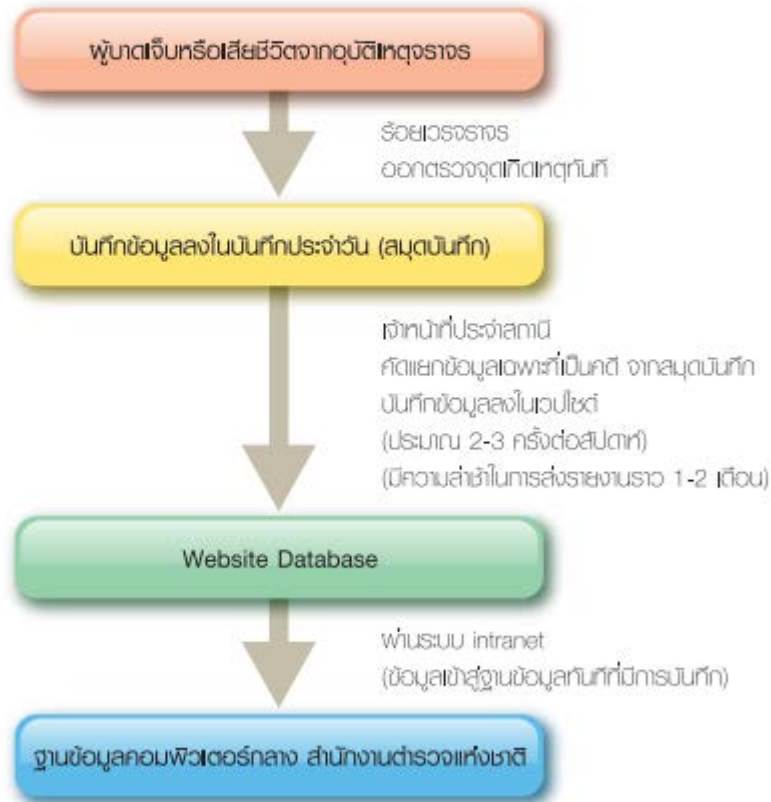 ผู้บาดเจ็บหรือเสียชีวิตจากอุบัติเหตุจราจร
ร้อยเวรจราจร
ออกตรวจจุดเกิดเหตุทันที
บันทึกข้อมูลลงในบันทึกประจำวัน (สมุดบันทึก)
เจ้าหน้าที่ประจำสถานี
คัดแยกข้อมูลเฉพาะที่เป็นคดี จากสมุดบันทึก
บันทึกข้อมูลลงในเวปไซต์
(ประมาณ 2-3 ครั้งต่อสัปดาห์)
(มีความล่าช้าในการส่งรายงานราว 1-2 เดือน)
Website Database
ผ่านระบบ intranet
(ข้อมูลเข้าสู่ฐานข้อมูลทันทีที่มีการบันทึก)
ฐานข้อมูลคอมพิวเตอร์กลาง สำนักงานตำรวจแห่งชาติ